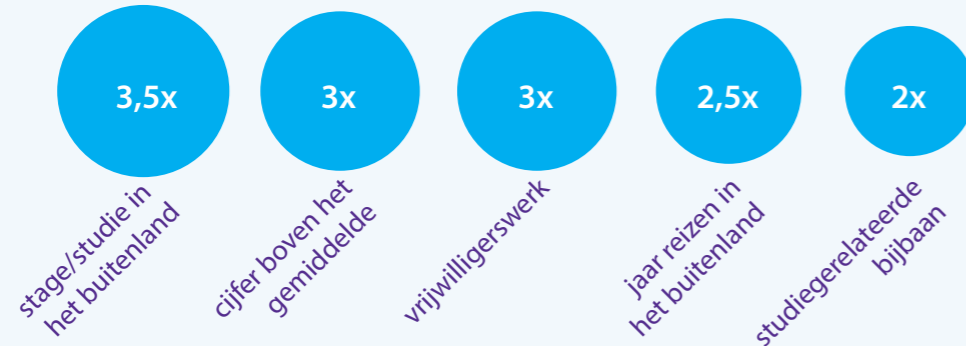 3,5x
3x
3x
2,5x
2x
stage/studie in
het buitenland
cijfer boven het
gemiddelde
vrijwilligerswerk
jaar reizen in
het buitenland
studiegerelateerde
bijbaan